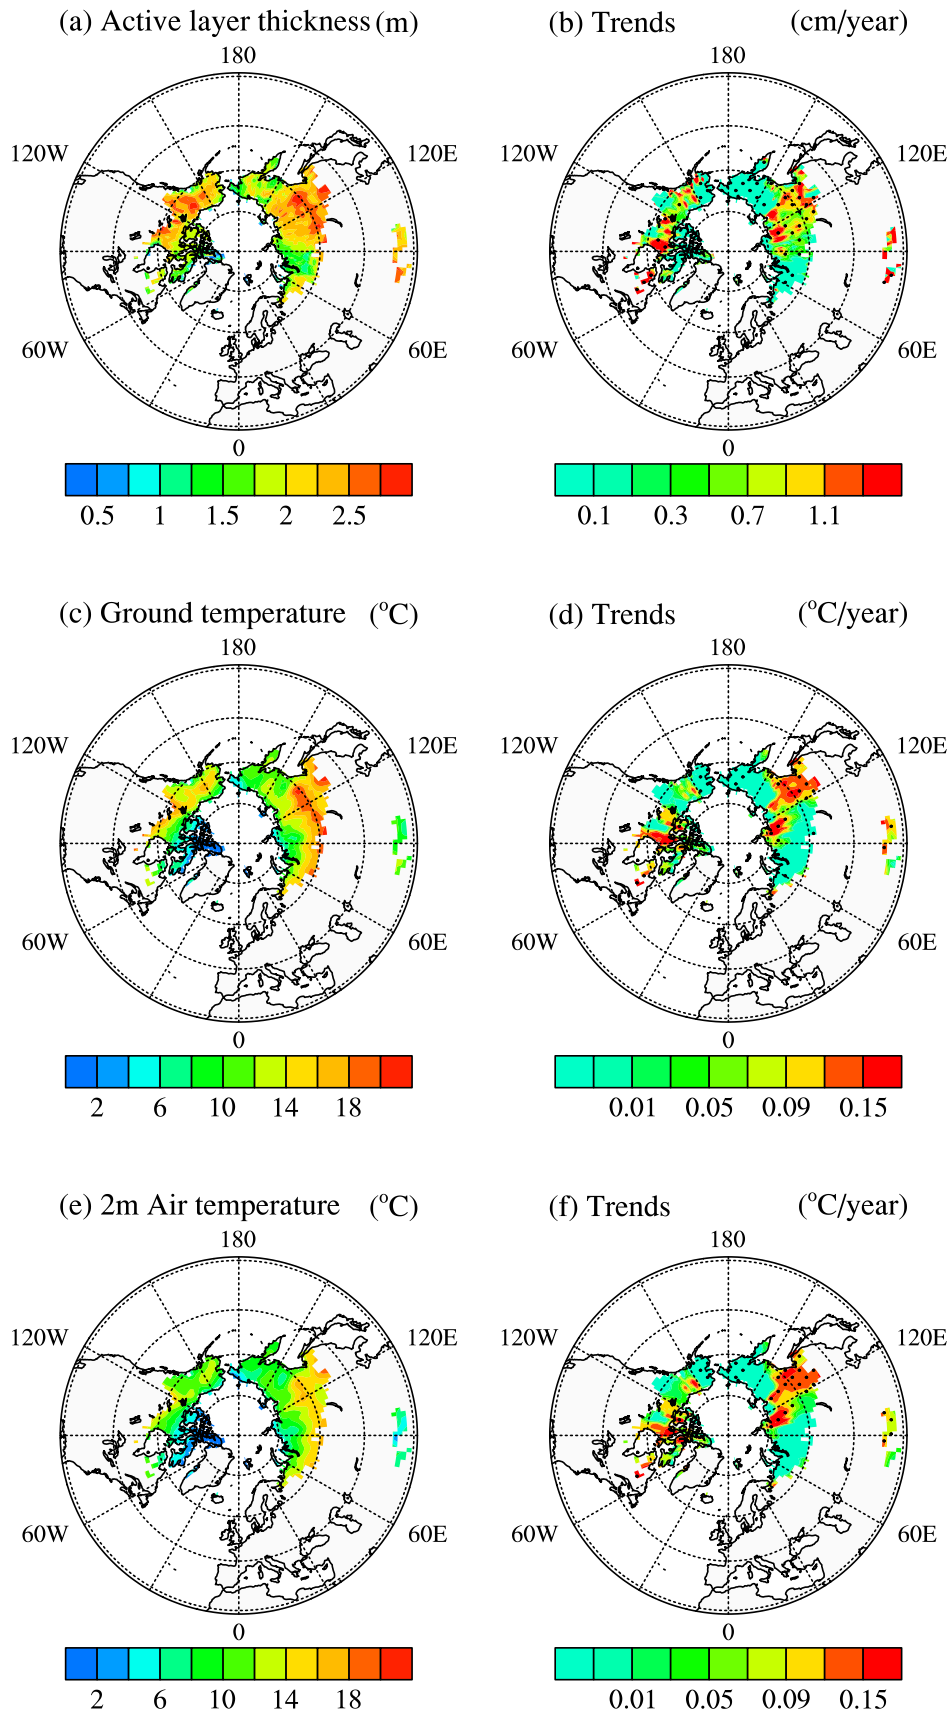 (a) Active layer thickness (m)
(b) Trends (cm/year)
180
180
120W
120E
120W
120E
60W
60E
60W
60E
0
0
0.5 1 1.5 2 2.5
0.1 0.3 0.7 1.1
(c) Ground temperature (°C)
(d) Trends (°C/year)
180
180
120W
120E
120W
120E
60W
60E
60W
60E
0
0
2 6 10 14 18
0.01 0.05 0.09 0.15
(e) 2m Air temperature (°C)
(f) Trends (°C/year)
180
180
120W
120E
120W
120E
60W
60E
60W
60E
0
0
2 6 10 14 18
0.01 0.05 0.09 0.15